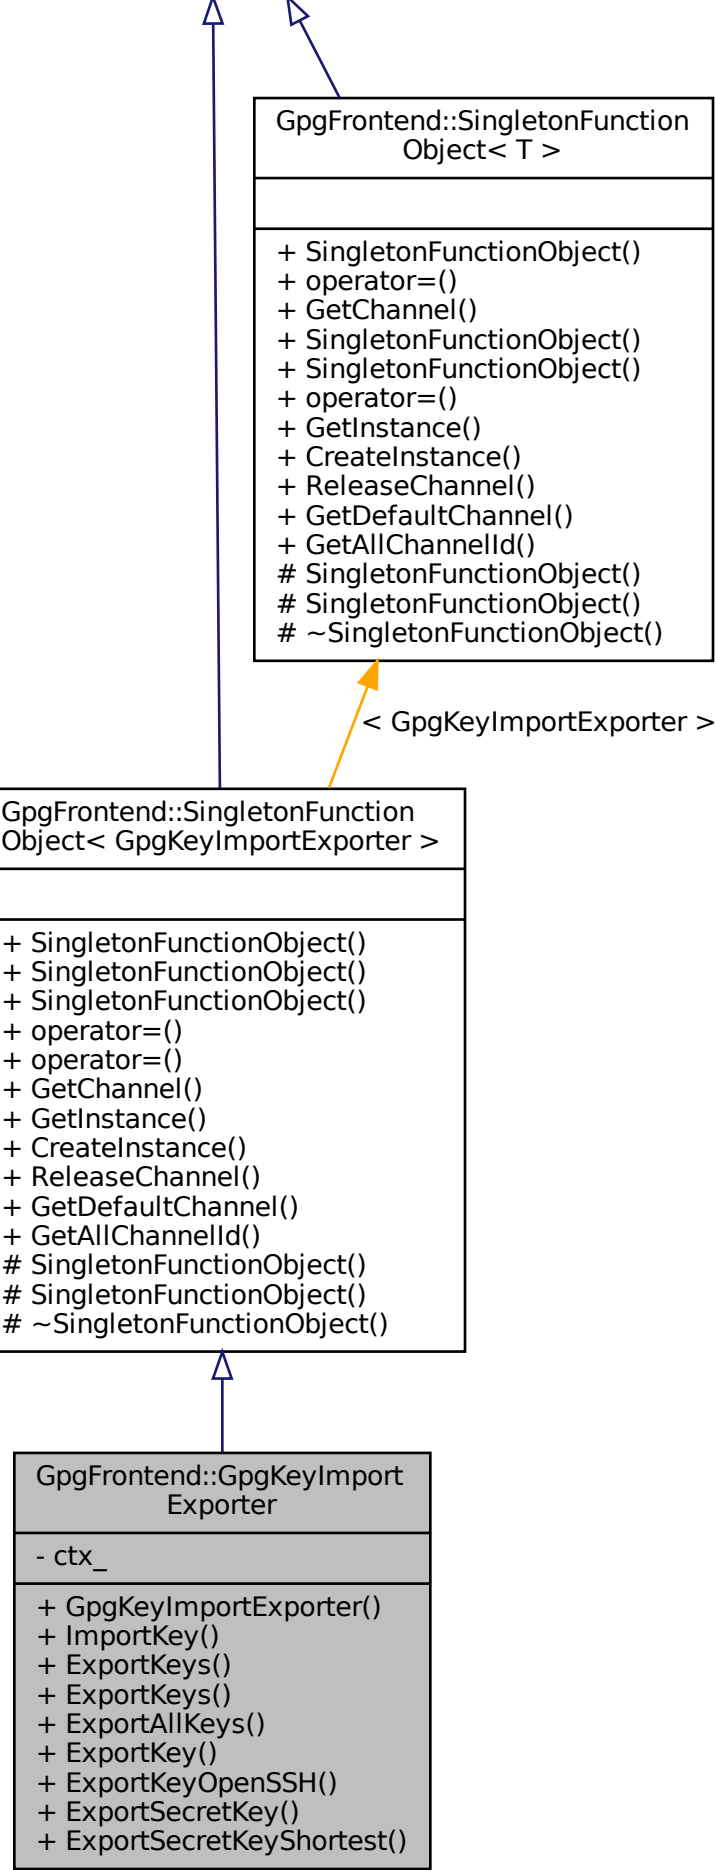 GpgFrontend::SingletonFunction
Object< T >
+ SingletonFunctionObject()
+ operator=()
+ GetChannel()
+ SingletonFunctionObject()
+ SingletonFunctionObject()
+ operator=()
+ GetInstance()
+ CreateInstance()
+ ReleaseChannel()
+ GetDefaultChannel()
+ GetAllChannelId()
# SingletonFunctionObject()
# SingletonFunctionObject()
# ~SingletonFunctionObject()
< GpgKeyImportExporter >
GpgFrontend::SingletonFunction
Object< GpgKeyImportExporter >
+ SingletonFunctionObject()
+ SingletonFunctionObject()
+ SingletonFunctionObject()
+ operator=()
+ operator=()
+ GetChannel()
+ GetInstance()
+ CreateInstance()
+ ReleaseChannel()
+ GetDefaultChannel()
+ GetAllChannelId()
# SingletonFunctionObject()
# SingletonFunctionObject()
# ~SingletonFunctionObject()
GpgFrontend::GpgKeyImport
Exporter
- ctx_
+ GpgKeyImportExporter()
+ ImportKey()
+ ExportKeys()
+ ExportKeys()
+ ExportAllKeys()
+ ExportKey()
+ ExportKeyOpenSSH()
+ ExportSecretKey()
+ ExportSecretKeyShortest()